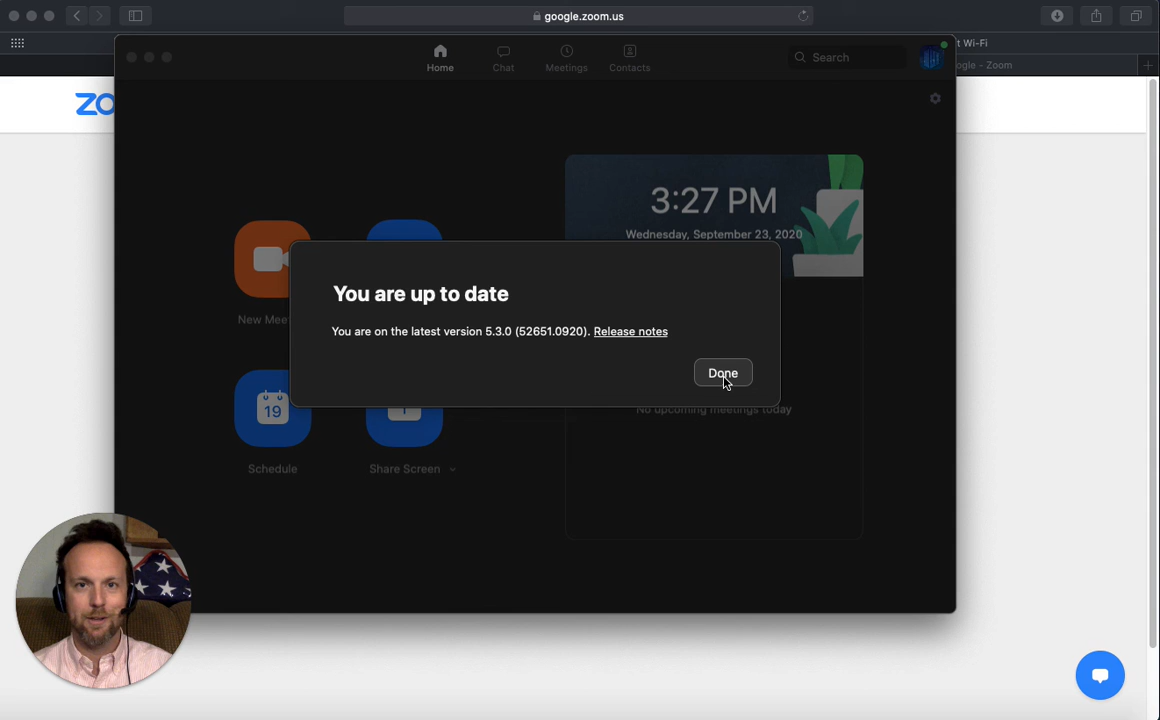 google.zoom.us
t Wi-Fi
ogle - Zoom
Home
Chat
Meetings
Contacts
Search
ZO
3:27 PM
Wednesday, September 23, 2020
You are up to date
You are on the latest version 5.3.0 (52651.0920). Release notes
Done
New Mee
No upcoming meetings today
19
Schedule
Share Screen